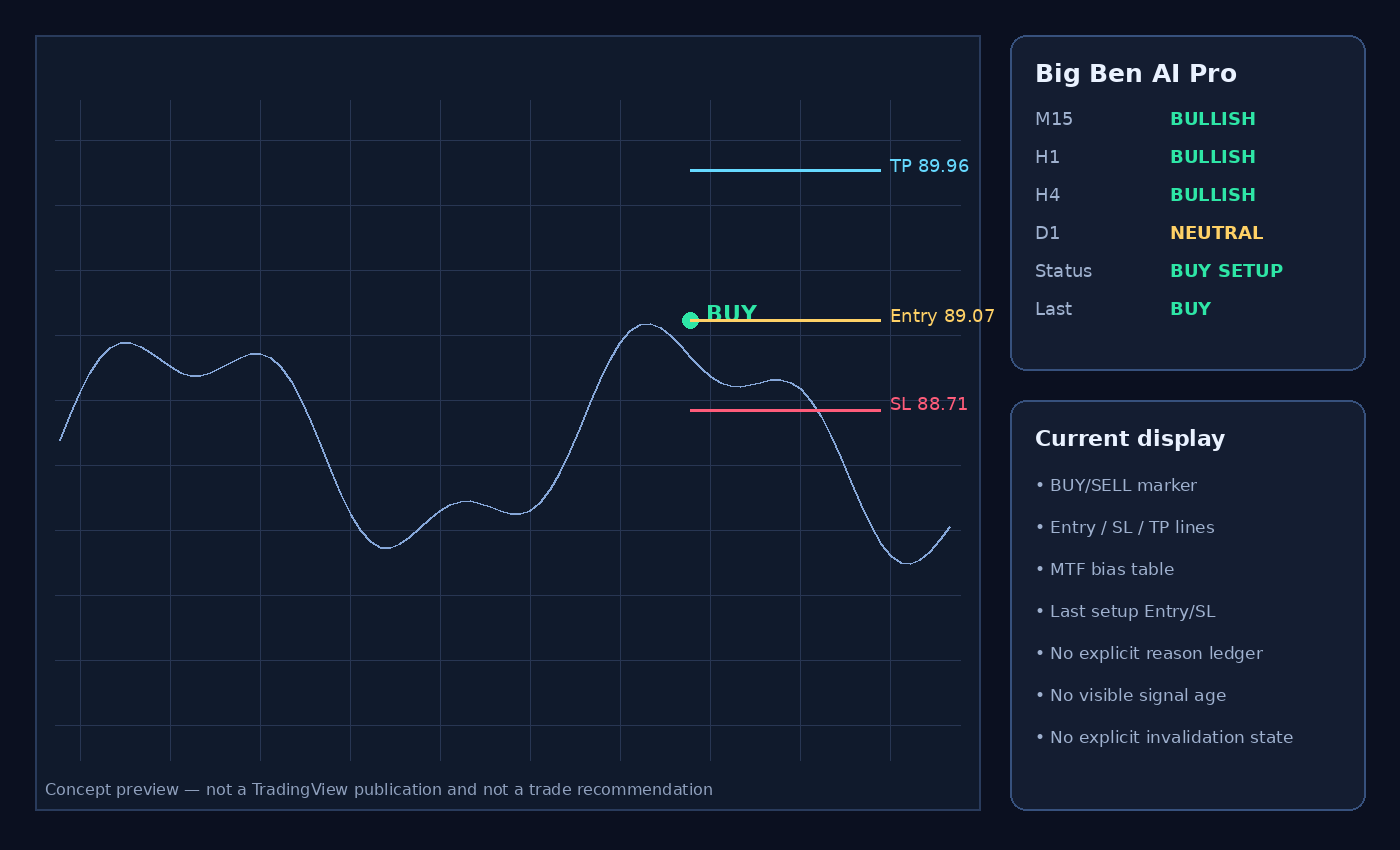 TP 89.96
BUY
Entry 89.07
SL 88.71
Concept preview — not a TradingView publication and not a trade recommendation
Big Ben AI Pro
M15 BULLISH
H1 BULLISH
H4 BULLISH
D1 NEUTRAL
Status BUY SETUP
Last BUY
Current display
• BUY/SELL marker
• Entry / SL / TP lines
• MTF bias table
• Last setup Entry/SL
• No explicit reason ledger
• No visible signal age
• No explicit invalidation state